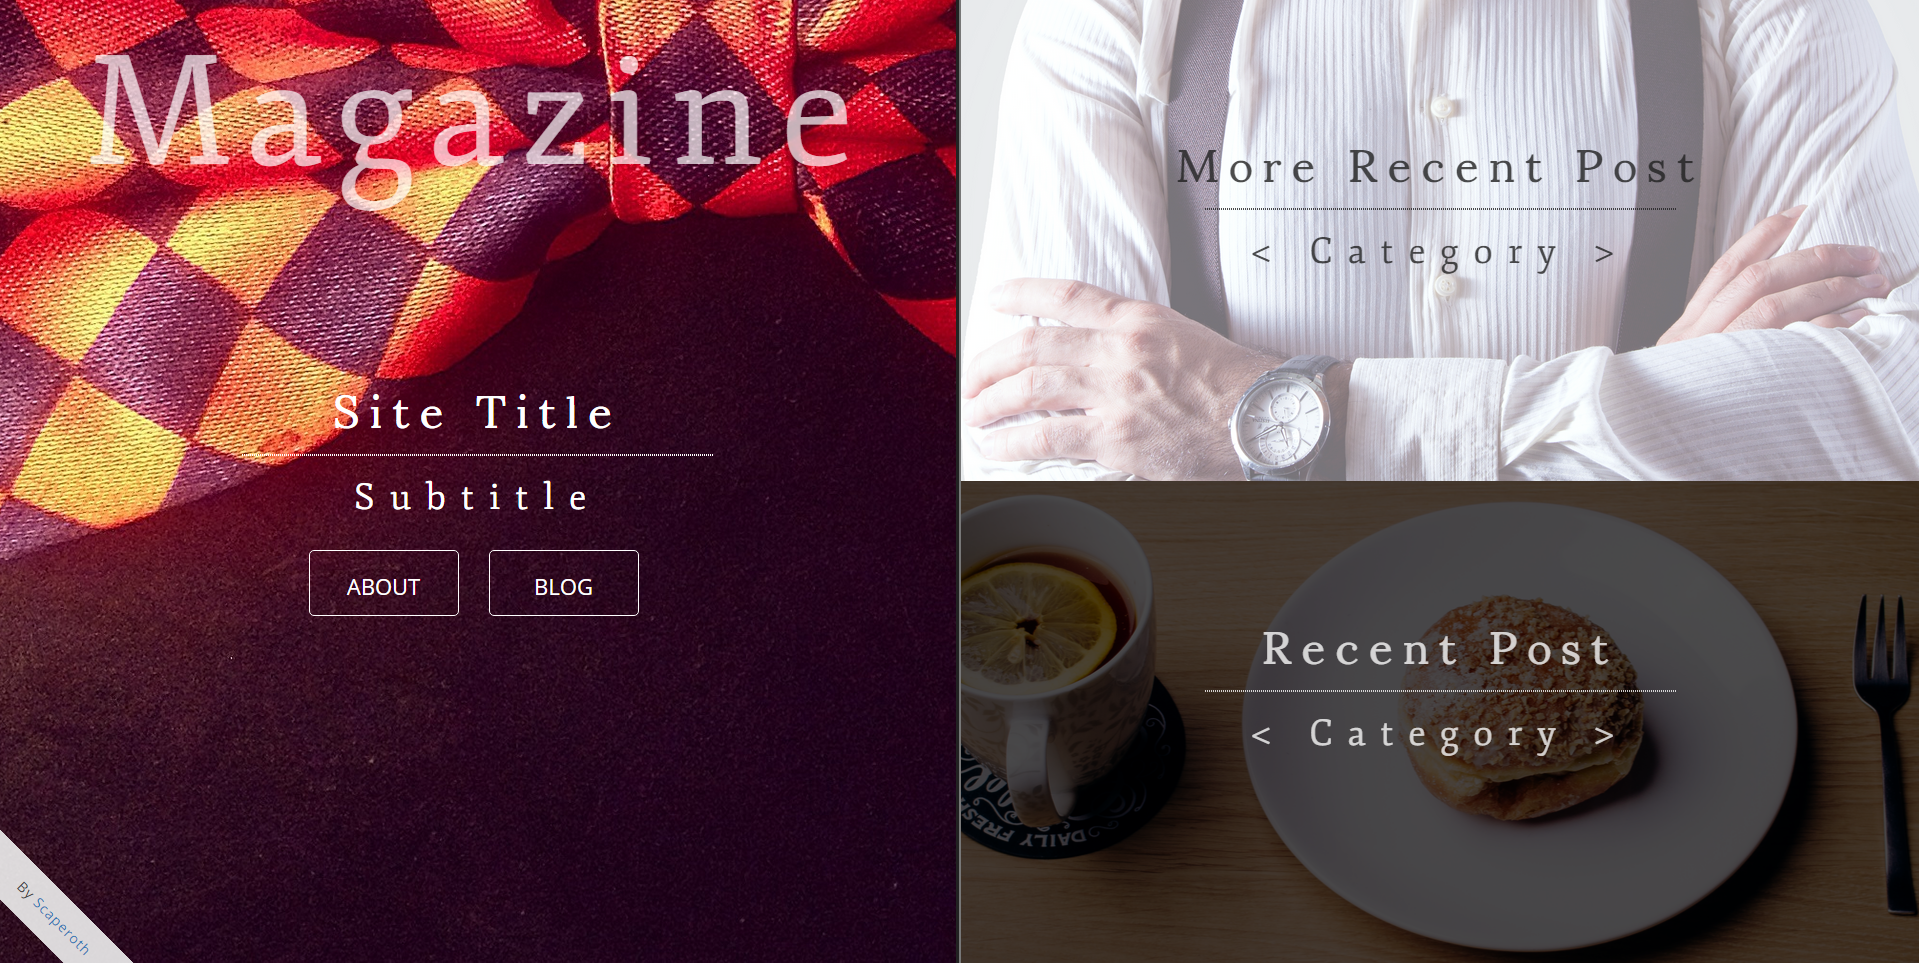 Magazine
Site Title
Subtitle
ABOUT
BLOG
By Scaperoth
More Recent Post
< Category >
Recent Post
< Category >
DAILY FRESH